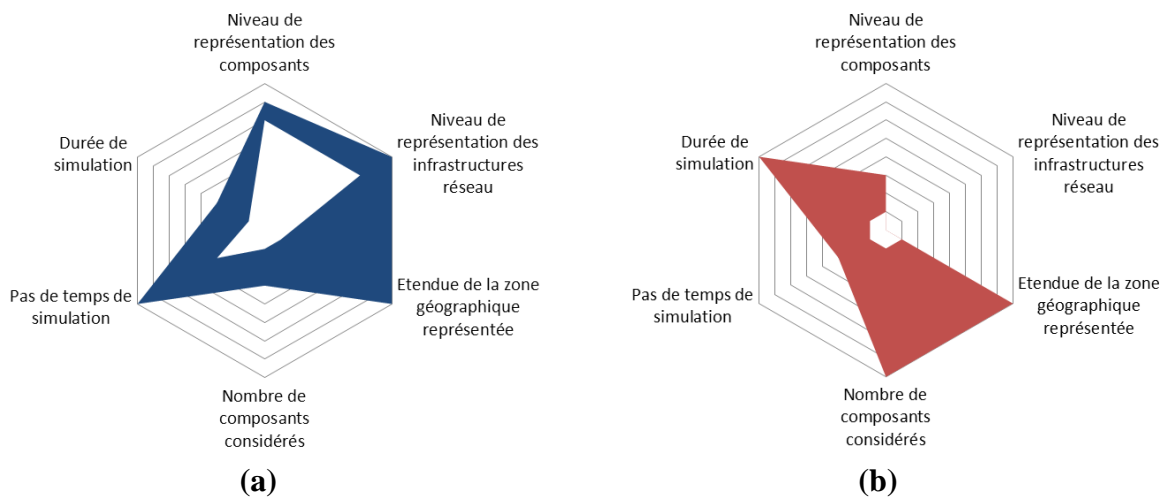 Niveau de
représentation des
composants
Niveau de
représentation des
infrastructures
réseau
Etendue de la zone
géographique
représentée
Nombre de
composants
considérés
Pas de temps de
simulation
Durée de
simulation
(a)
Niveau de
représentation des
composants
Niveau de
représentation des
infrastructures
réseau
Etendue de la zone
géographique
représentée
Nombre de
composants
considérés
Pas de temps de
simulation
Durée de
simulation
(b)